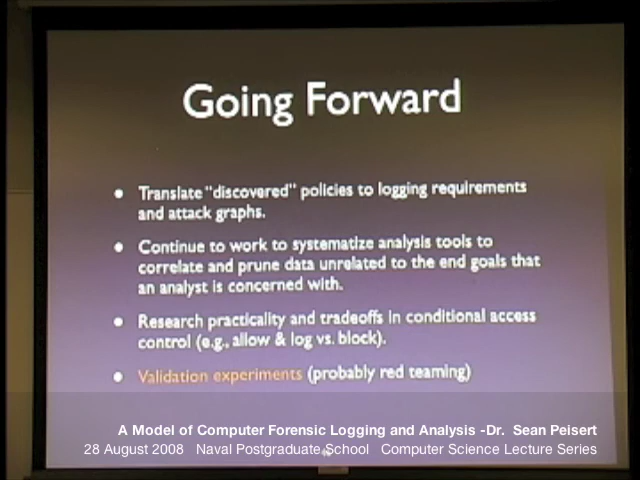 Going Forward
• Translate "discovered" policies to logging requirements
and attack graphs.
• Continue to work to systematize analysis tools to
correlate and prune data unrelated to the end goals that
an analyst is concerned with.
• Research practicality and tradeoffs in conditional access
control (e.g., allow & log vs. block).
• Validation experiments (probably red teaming)
A Model of Computer Forensic Logging and Analysis -Dr. Sean Peisert
28 August 2008 Naval Postgraduate School Computer Science Lecture Series